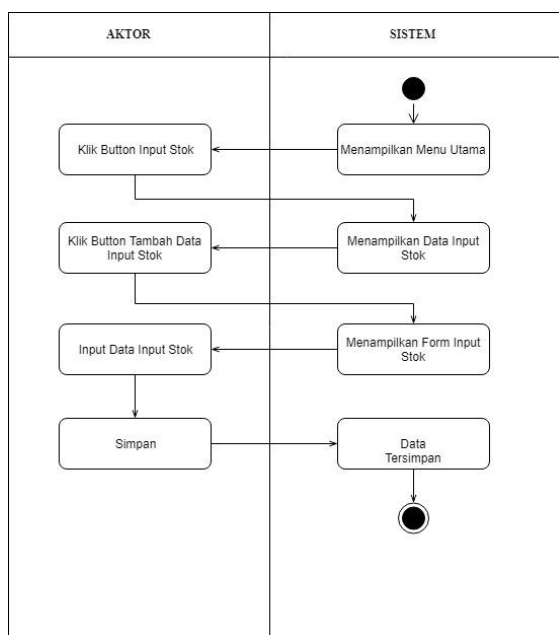 AKTOR
SISTEM
Klik Button Input Stok
Menampilkan Menu Utama
Klik Button Tambah Data
Input Stok
Menampilkan Data Input
Stok
Input Data Input Stok
Menampilkan Form Input
Stok
Simpan
Data
Tersimpan